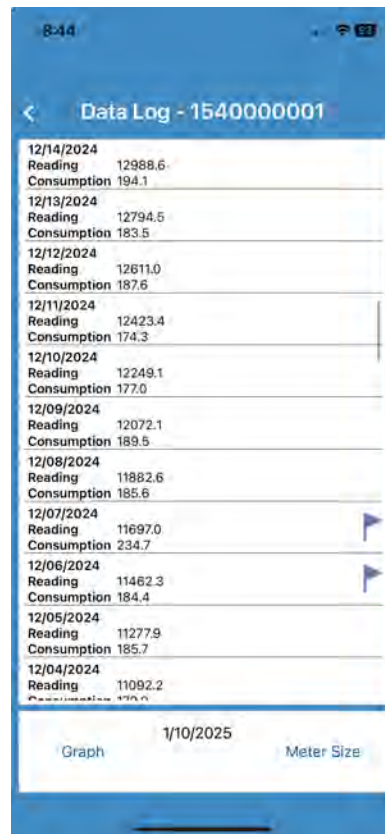 8:44
Data Log - 1540000001
12/14/2024
Reading 12988.6
Consumption 194.1
12/13/2024
Reading 12794.5
Consumption 183.5
12/12/2024
Reading 12611.0
Consumption 187.6
12/11/2024
Reading 12423.4
Consumption 174.3
12/10/2024
Reading 12249.1
Consumption 177.0
12/09/2024
Reading 12072.1
Consumption 189.5
12/08/2024
Reading 11882.6
Consumption 185.6
12/07/2024
Reading 11697.0
Consumption 234.7
12/06/2024
Reading 11462.3
Consumption 184.4
12/05/2024
Reading 11277.9
Consumption 185.7
12/04/2024
Reading 11092.2
1/10/2025
Graph Meter Size